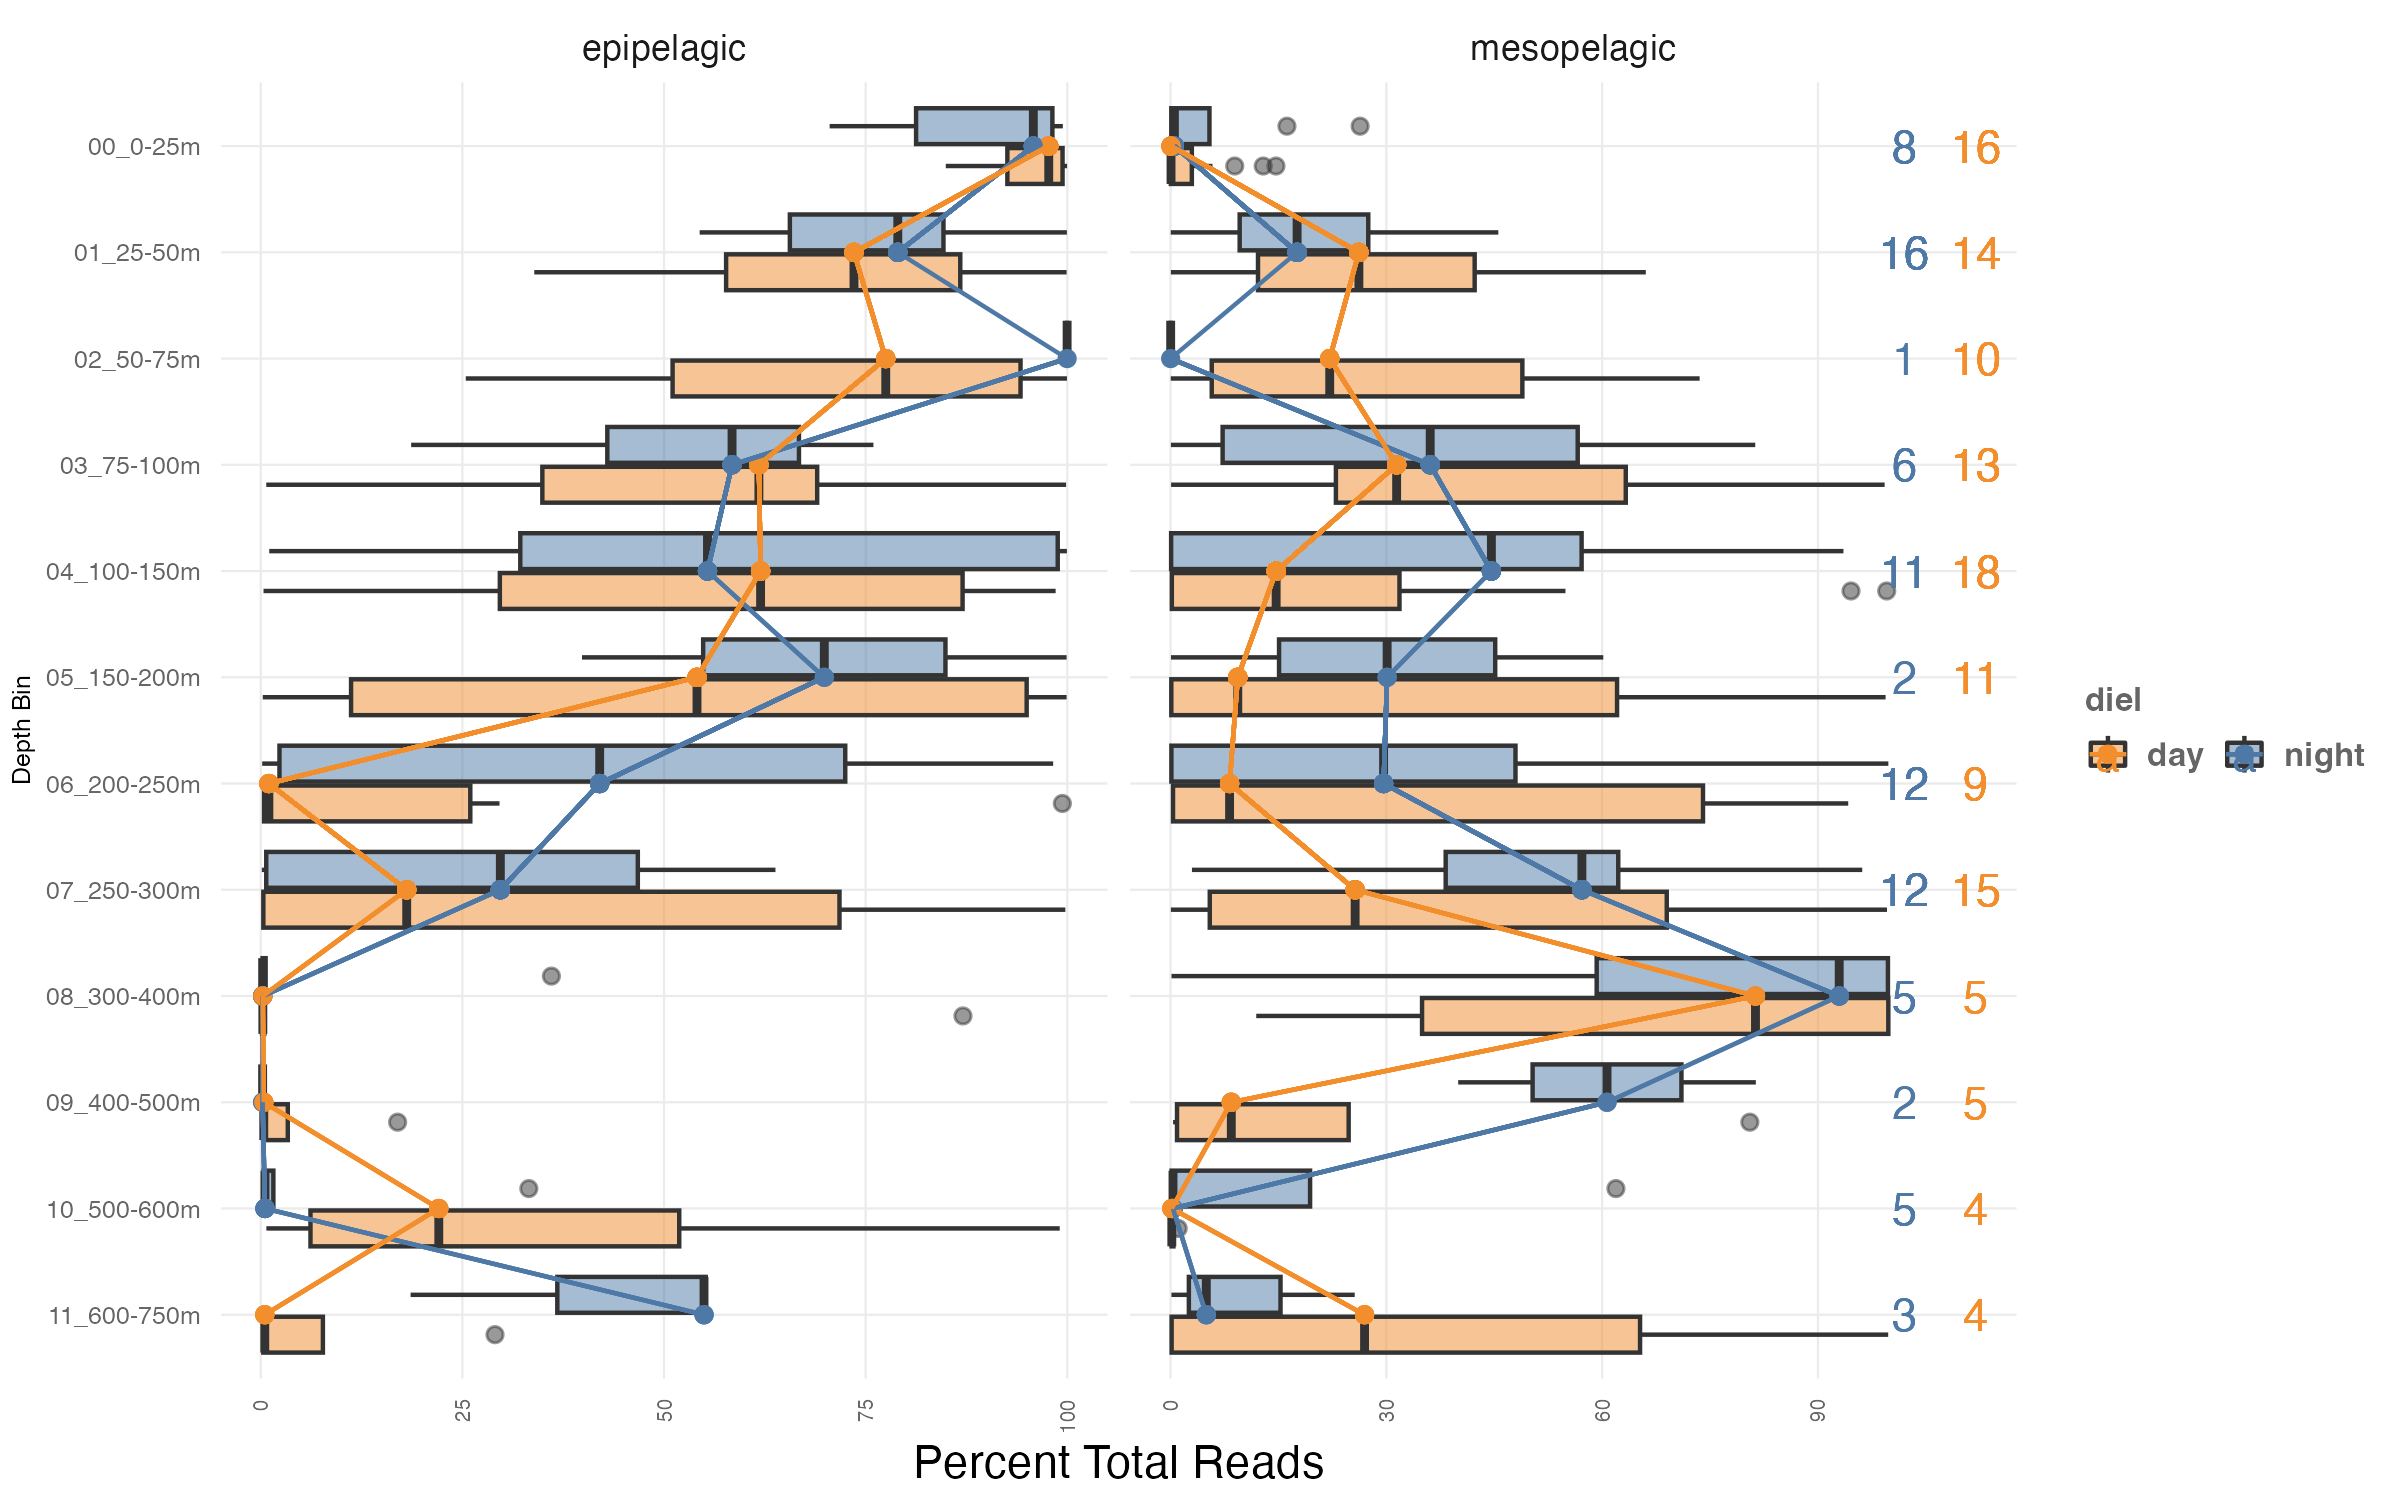 epipelagic mesopelagic
00_0-25m 8 16
01_25-50m 16 14
02_50-75m 1 10
03_75-100m 6 13
04_100-150m 11 18
05_150-200m 2 11
06_200-250m 12 9
07_250-300m 12 15
08_300-400m 5 5
09_400-500m 2 5
10_500-600m 5 4
11_600-750m 3 4
Depth Bin
0 25 50 75 100 0 30 60 90
Percent Total Reads
diel
a day a night